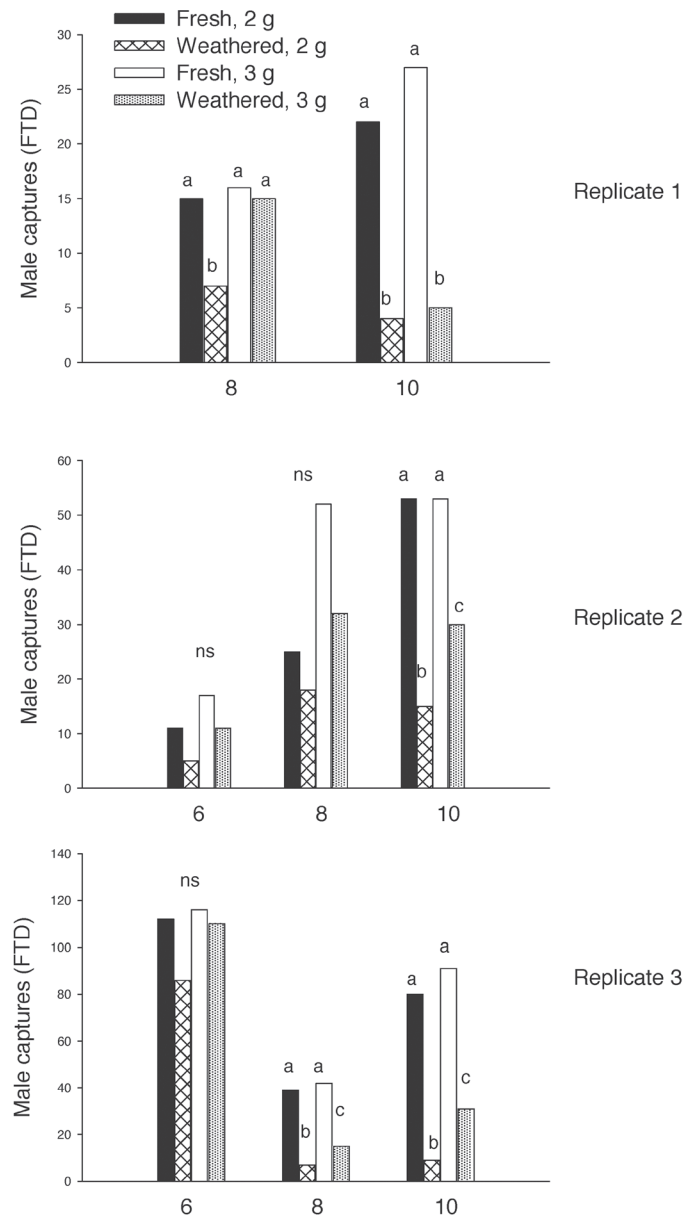 Fresh, 2 g
Weathered, 2 g
Fresh, 3 g
Weathered, 3 g
Male captures (FTD)
30
25
20
15
10
5
0
a
b
a
a
a
b
a
b
8
10
Replicate 1
Male captures (FTD)
60
50
40
30
20
10
0
ns
ns
a
b
a
c
6
8
10
Replicate 2
Male captures (FTD)
140
120
100
80
60
40
20
0
ns
a
b
a
c
a
b
a
c
6
8
10
Replicate 3